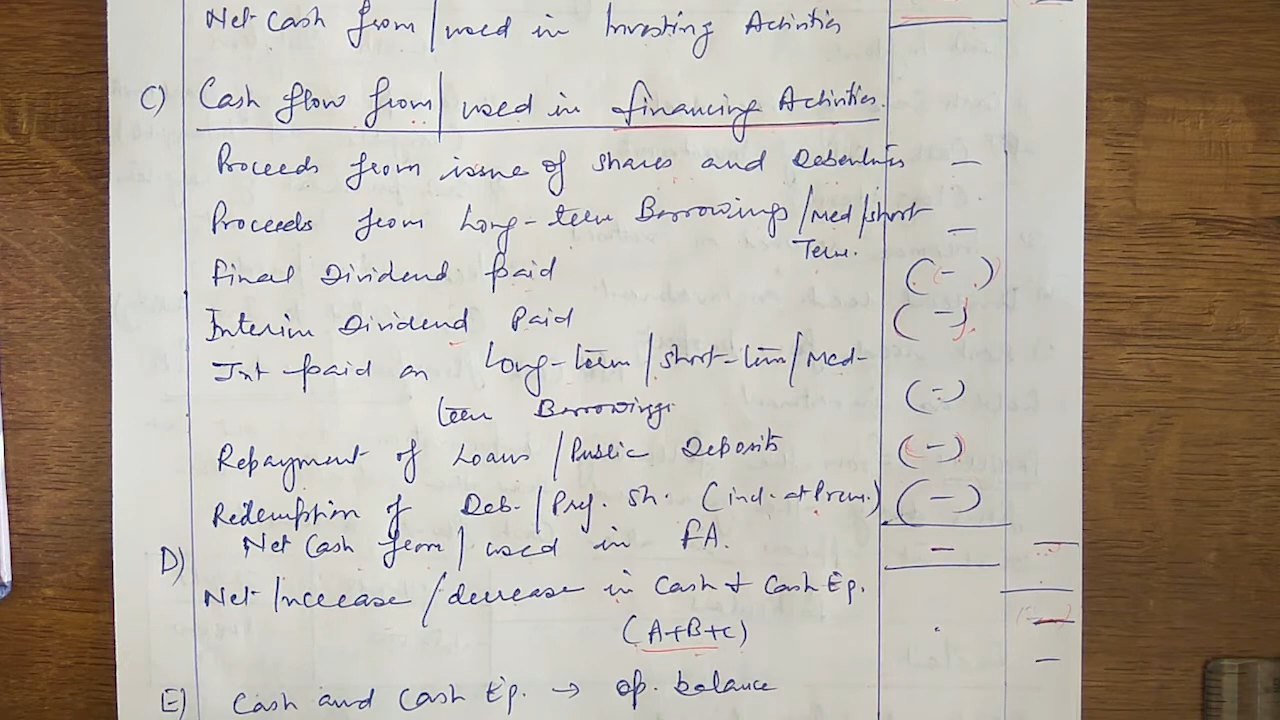 Net Cash from / used in Investing Activities
C) Cash flow from / used in financing Activities.
Proceeds from issue of shares and Debentures —
Proceeds from Long-term Borrowings / Med / short Term. —
Final Dividend Paid (-)
Interim Dividend Paid (-)
Int paid on Long-term / short-term / Med- (-)
term Borrowings
Repayment of Loans / Public Deposits (-)
Redemption of Deb. / Pref. Sh. (incl. at Prem.) (-)
Net Cash from / used in FA. —
D) Net Increase / decrease in Cash & Cash Eq.
(A+B+C)
E) Cash and Cash Eq. → Op. balance